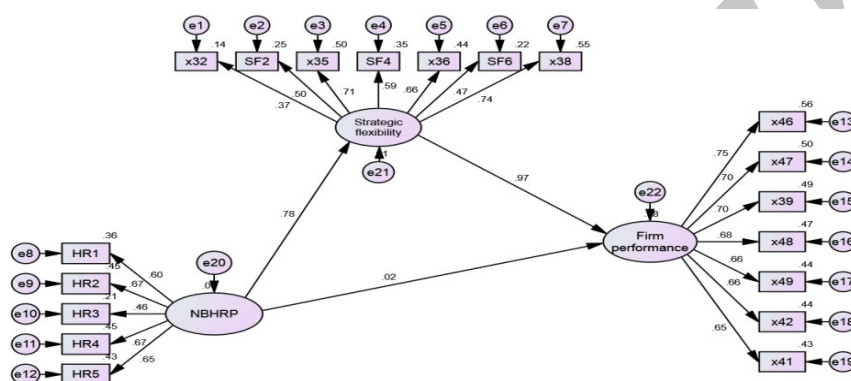 e1 e2 e3 e4 e5 e6 e7
.14 .25 .50 .35 .44 .22 .55
x32 SF2 x35 SF4 x36 SF6 x38
.37 .50 .71 .59 .66 .47 .74
Strategic
flexibility
e21
.78
.97
.02
e8 HR1 .36
e9 HR2 .45
e10 HR3 .21
e11 HR4 .45
e12 HR5 .43
.60
.67
.46
.67
.65
e20
NBHRP
e22
Firm
performance
.75
.70
.70
.68
.66
.66
.65
.56 x46 e13
.50 x47 e14
.49 x39 e15
.47 x48 e16
.44 x49 e17
.44 x42 e18
.43 x41 e19